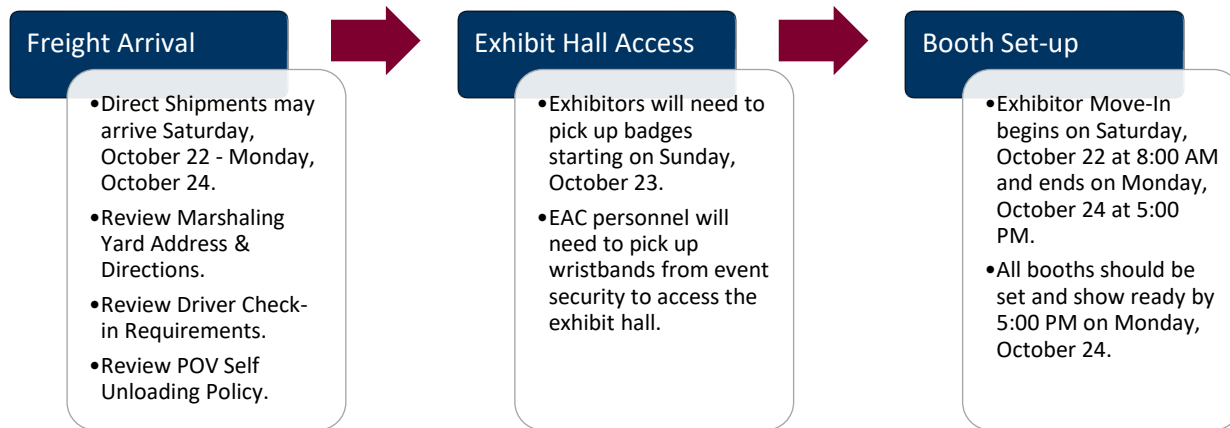 Freight Arrival
•Direct Shipments may
arrive Saturday,
October 22 - Monday,
October 24.
•Review Marshaling
Yard Address &
Directions.
•Review Driver Check-
in Requirements.
•Review POV Self
Unloading Policy.
Exhibit Hall Access
•Exhibitors will need to
pick up badges
starting on Sunday,
October 23.
•EAC personnel will
need to pick up
wristbands from event
security to access the
exhibit hall.
Booth Set-up
•Exhibitor Move-In
begins on Saturday,
October 22 at 8:00 AM
and ends on Monday,
October 24 at 5:00
PM.
•All booths should be
set and show ready by
5:00 PM on Monday,
October 24.